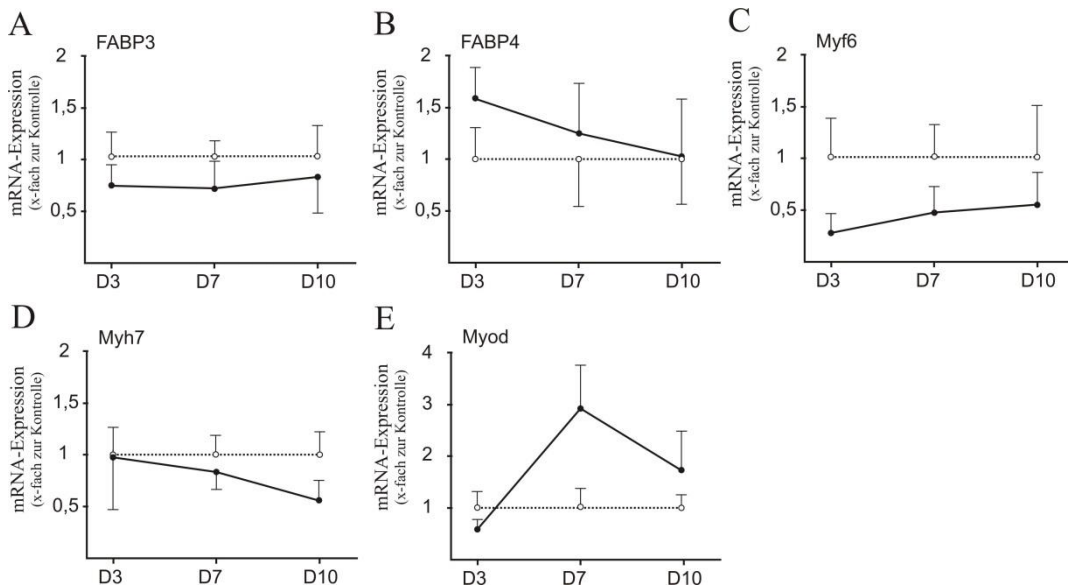 A
FABP3
mRNA-Expression
(x-fach zur Kontrolle)
2
1,5
1
0,5
D3 D7 D10
B
FABP4
mRNA-Expression
(x-fach zur Kontrolle)
2
1,5
1
0,5
D3 D7 D10
C
Myf6
mRNA-Expression
(x-fach zur Kontrolle)
2
1,5
1
0,5
D3 D7 D10
D
Myh7
mRNA-Expression
(x-fach zur Kontrolle)
2
1,5
1
0,5
D3 D7 D10
E
Myod
mRNA-Expression
(x-fach zur Kontrolle)
4
3
2
1
D3 D7 D10